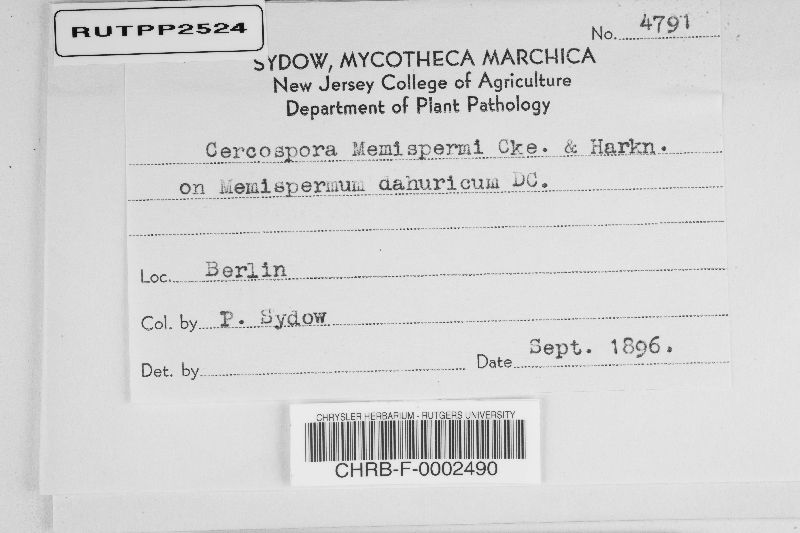 RUTPP2524
No. 4791
SYDOW, MYCOTHECA MARCHICA
New Jersey College of Agriculture
Department of Plant Pathology
Cercospora Memispermi Cke. & Harkn.
on Memispermum dahuricum DC.
Loc. Berlin
Col. by P. Sydow
Det. by
Date Sept. 1896.
CHRYSLER HERBARIUM - RUTGERS UNIVERSITY
CHRB-F-0002490